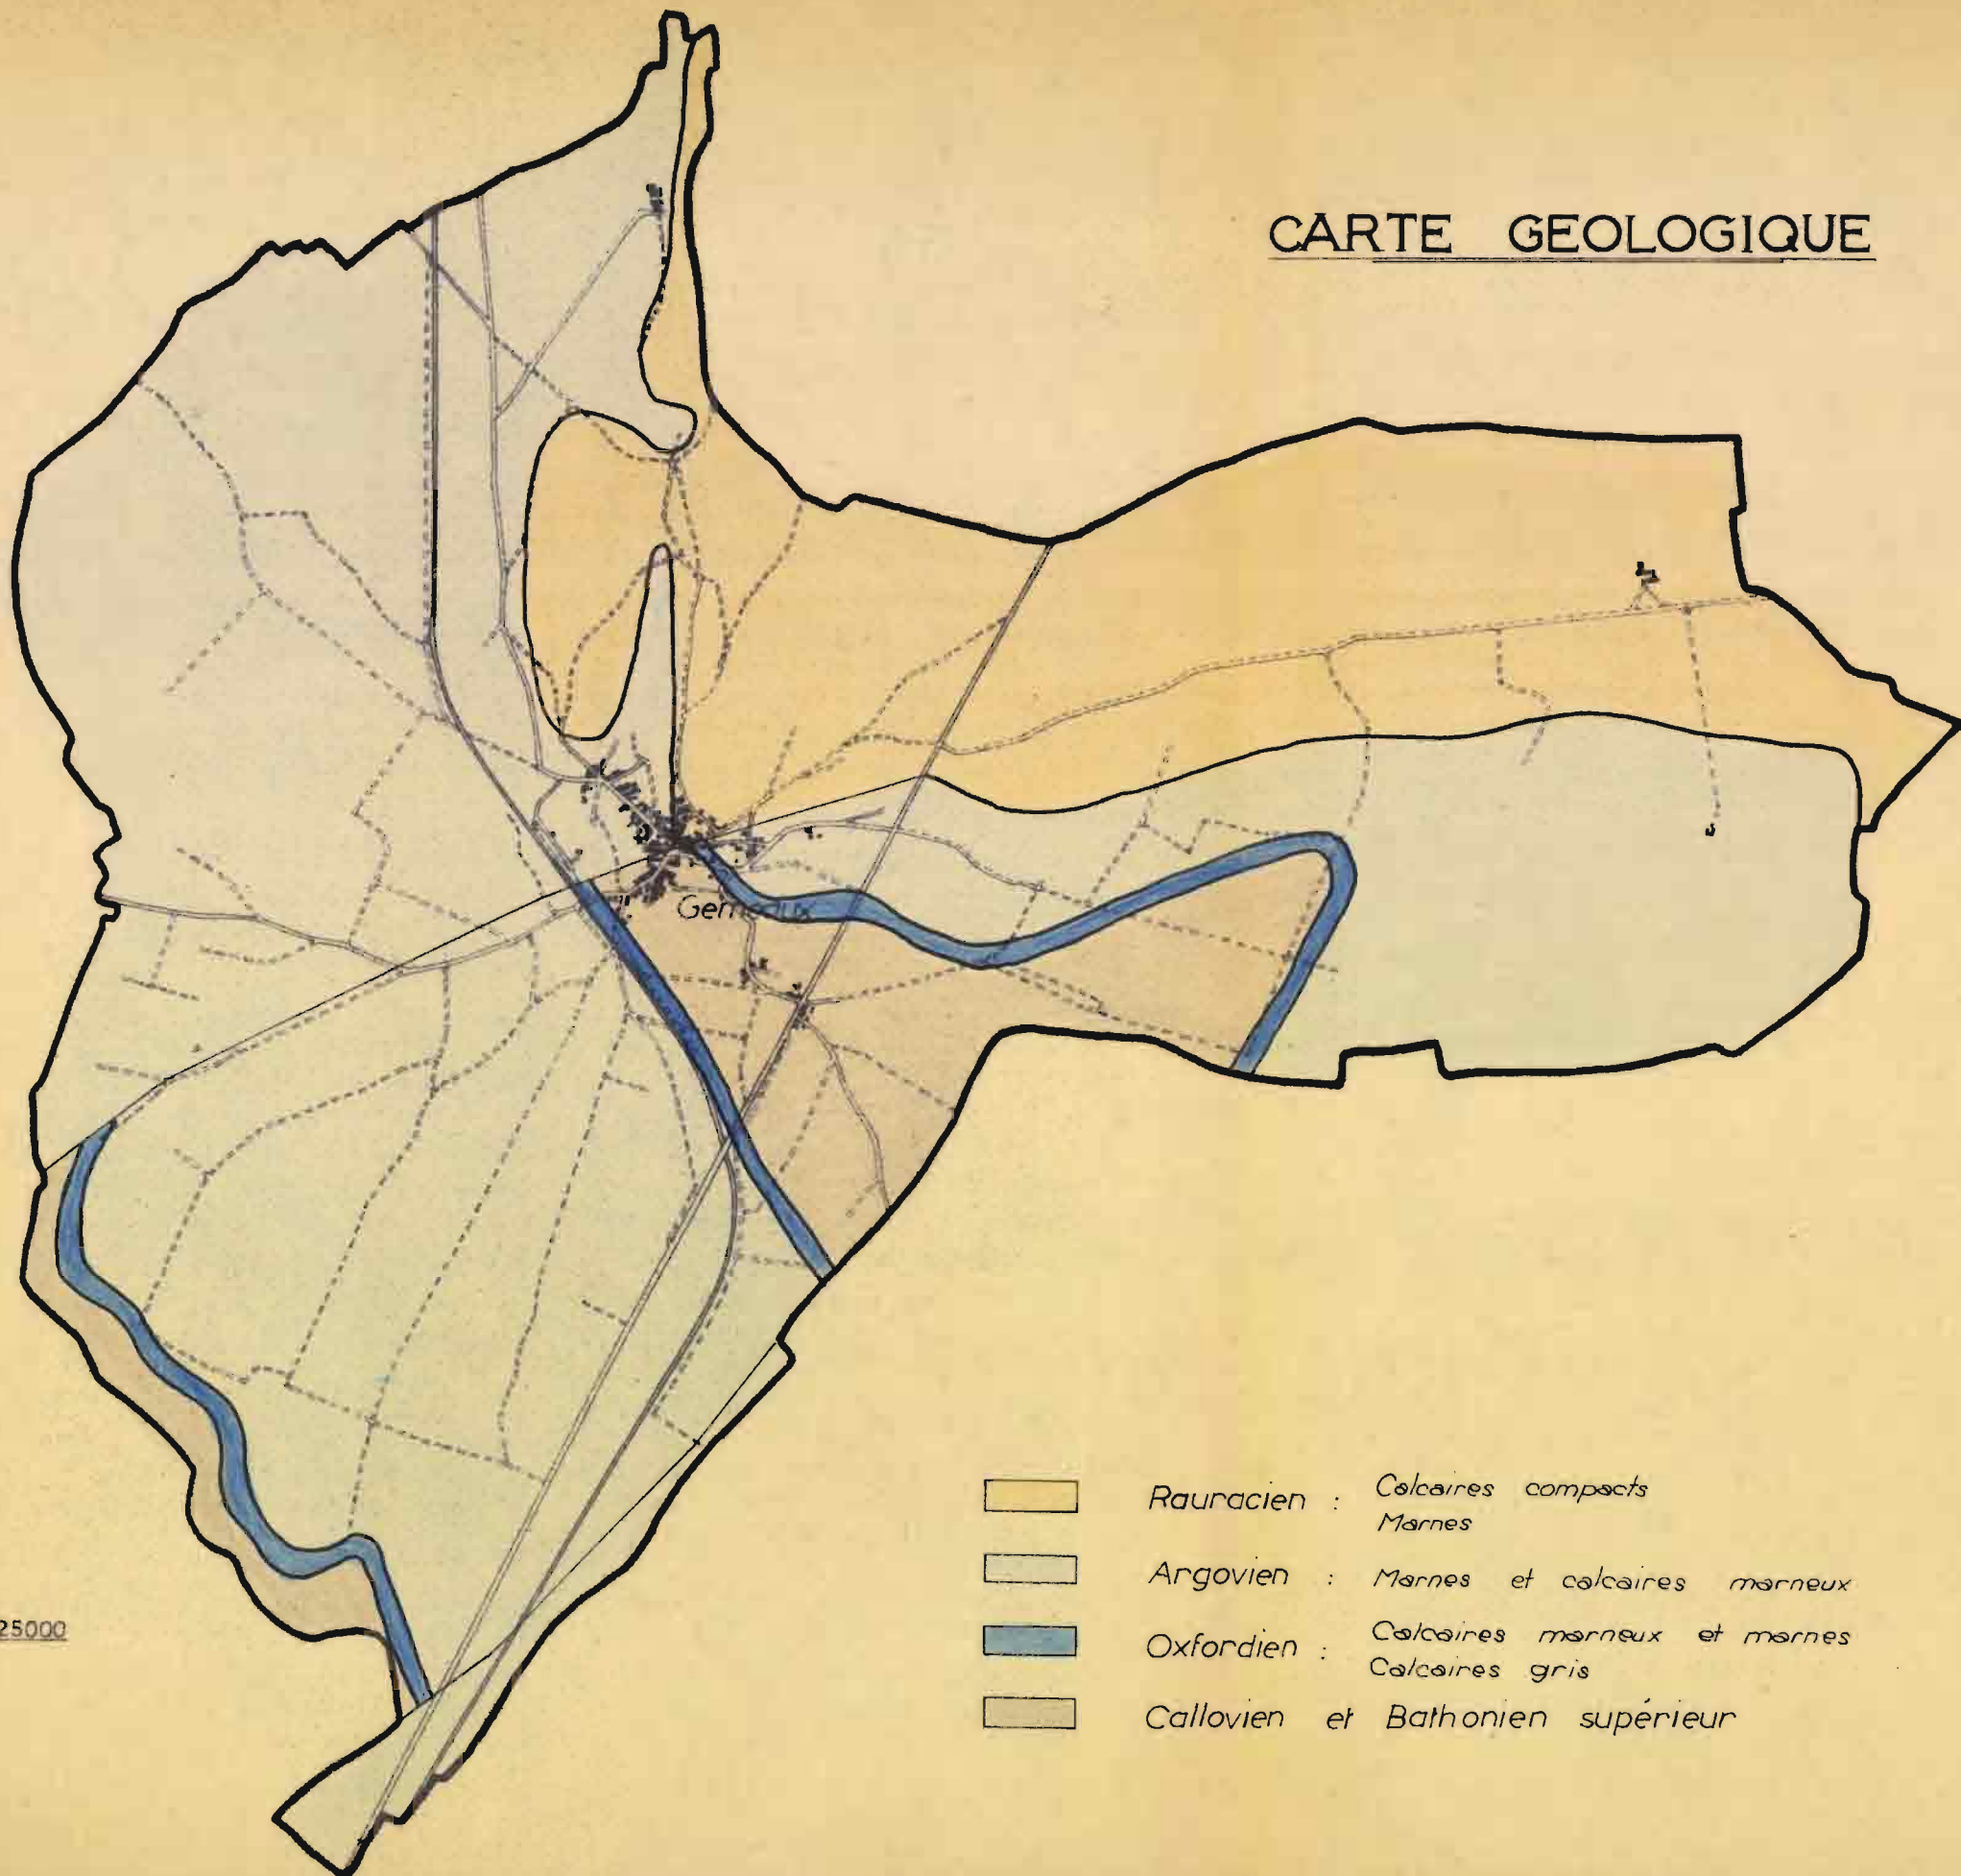 CARTE GEOLOGIQUE
Gemeaux
Rauracien : Calcaires compacts
Marnes
Argovien : Marnes et calcaires marneux
Oxfordien : Calcaires marneux et marnes
Calcaires gris
Callovien et Bathonien supérieur
25000